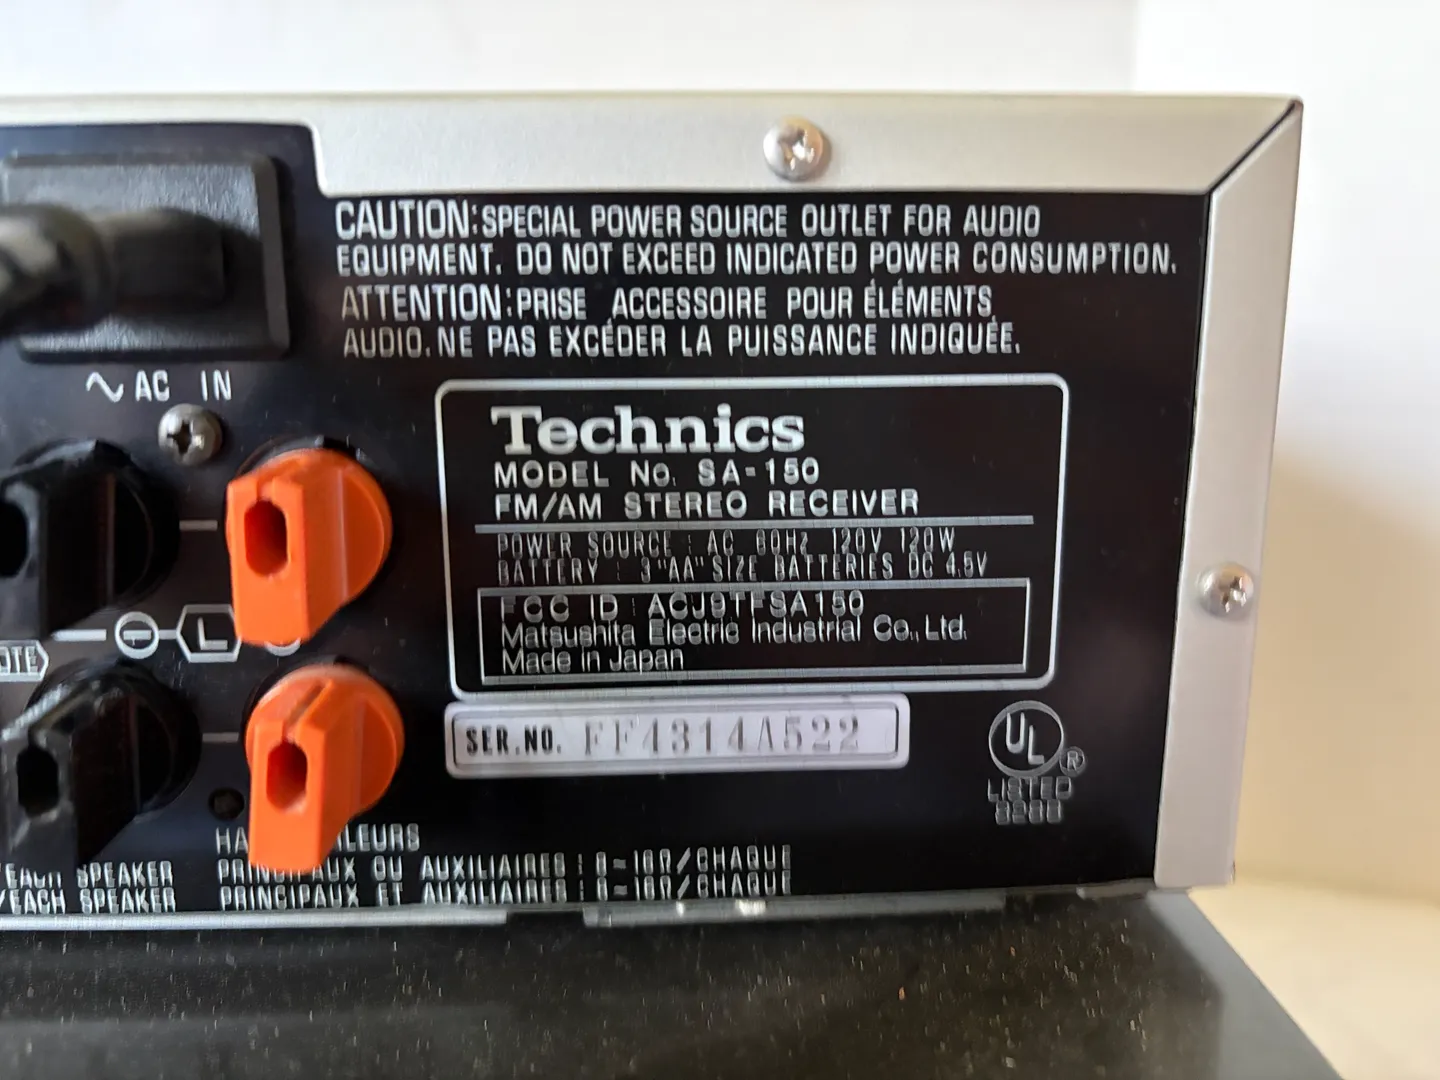 CAUTION: SPECIAL POWER SOURCE OUTLET FOR AUDIO
EQUIPMENT. DO NOT EXCEED INDICATED POWER CONSUMPTION.
ATTENTION: PRISE ACCESSOIRE POUR ÉLÉMENTS
AUDIO. NE PAS EXCÉDER LA PUISSANCE INDIQUÉE.
∿ AC IN
Technics
MODEL No. SA-150
FM/AM STEREO RECEIVER
POWER SOURCE : AC 60Hz 120V 120W
BATTERY : 3 "AA" SIZE BATTERIES DC 4.5V
FCC ID: ACJ9TFSA150
Matsushita Electric Industrial Co., Ltd.
Made in Japan
L
SER.NO. FF4314A522
UL ®
LISTED
EACH SPEAKER
PRINCIPAUX OU AUXILIAIRES : 8-16Ω/CHAQUE
/EACH SPEAKER
PRINCIPAUX ET AUXILIAIRES : 8-16Ω/CHAQUE